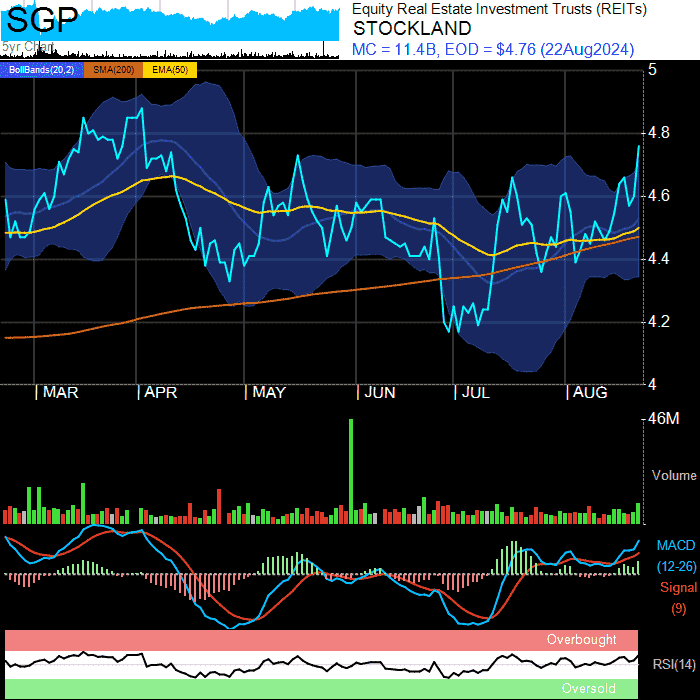 SGP
5yr Chart
Equity Real Estate Investment Trusts (REITs)
STOCKLAND
MC = 11.4B, EOD = $4.76 (22Aug2024)
BollBands(20,2) SMA(200) EMA(50)
5
4.8
4.6
4.4
4.2
4
MAR APR MAY JUN JUL AUG
46M
Volume
MACD
(12-26)
Signal
(9)
Overbought
RSI(14)
Oversold